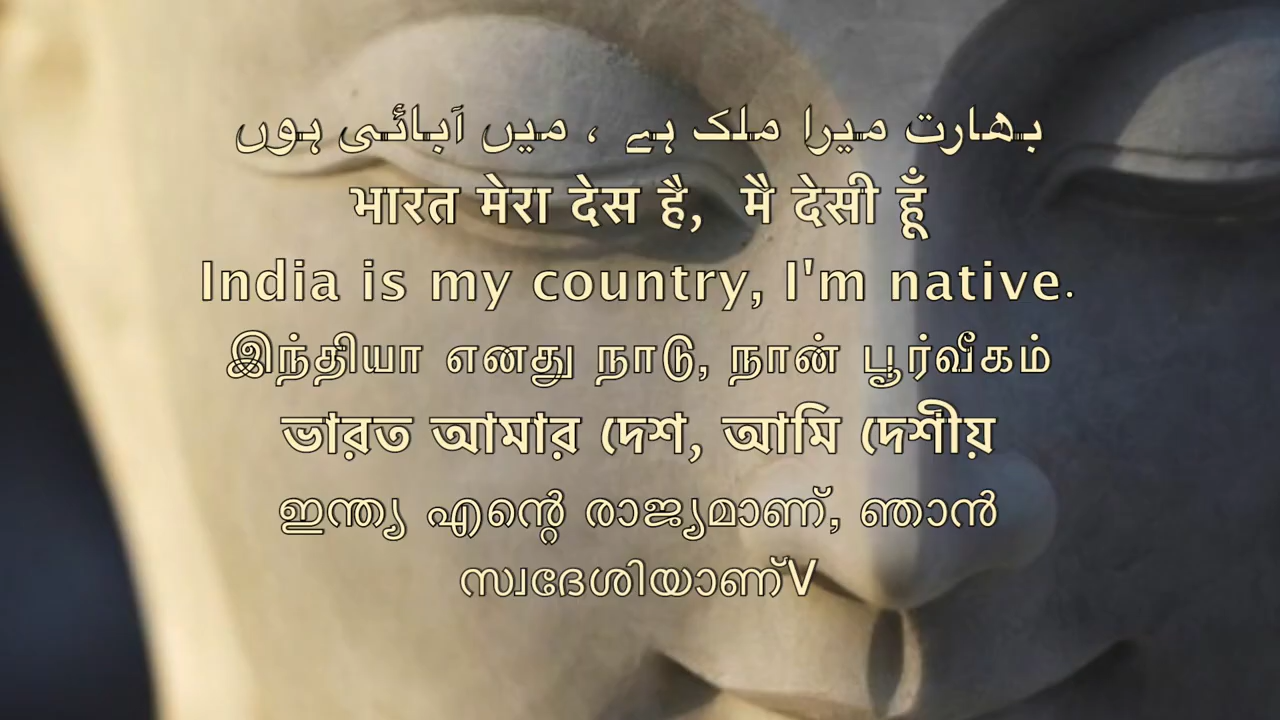 بھارت میرا ملک ہے ، میں آبائی ہوں
भारत मेरा देस है, मै देसी हूँ
India is my country, I'm native.
இந்தியா எனது நாடு, நான் பூர்வீகம்
ভারত আমার দেশ, আমি দেশীয়
ഇന്ത്യ എന്റെ രാജ്യമാണ്, ഞാൻ
സ്വദേശിയാണ്V